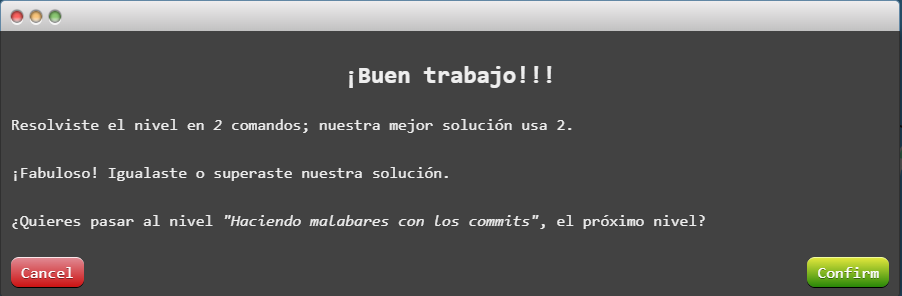 ¡Buen trabajo!!!
Resolviste el nivel en 2 comandos; nuestra mejor solución usa 2.
¡Fabuloso! Igualaste o superaste nuestra solución.
¿Quieres pasar al nivel "Haciendo malabares con los commits", el próximo nivel?
Cancel
Confirm